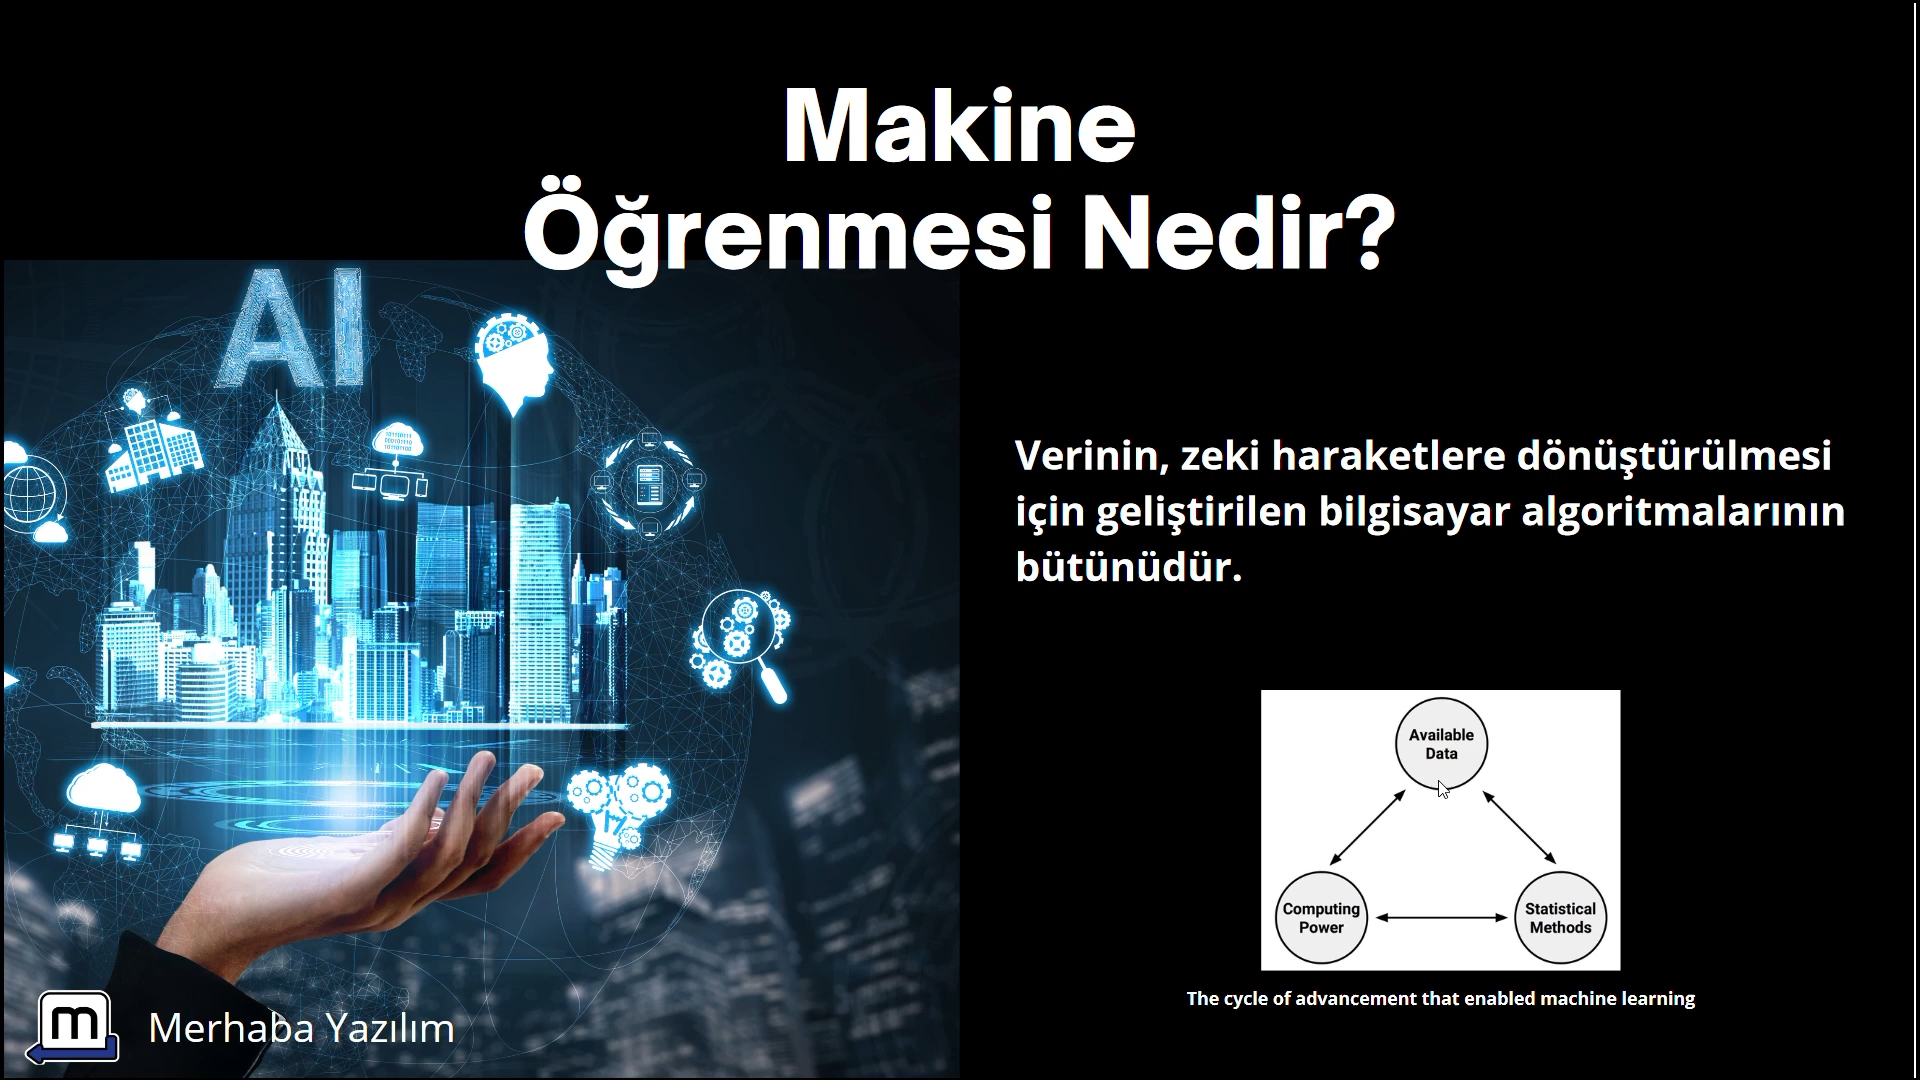 Makine
Öğrenmesi Nedir?
AI
Verinin, zeki haraketlere dönüştürülmesi
için geliştirilen bilgisayar algoritmalarının
bütünüdür.
Available
Data
Computing
Power
Statistical
Methods
The cycle of advancement that enabled machine learning
m
Merhaba Yazılım